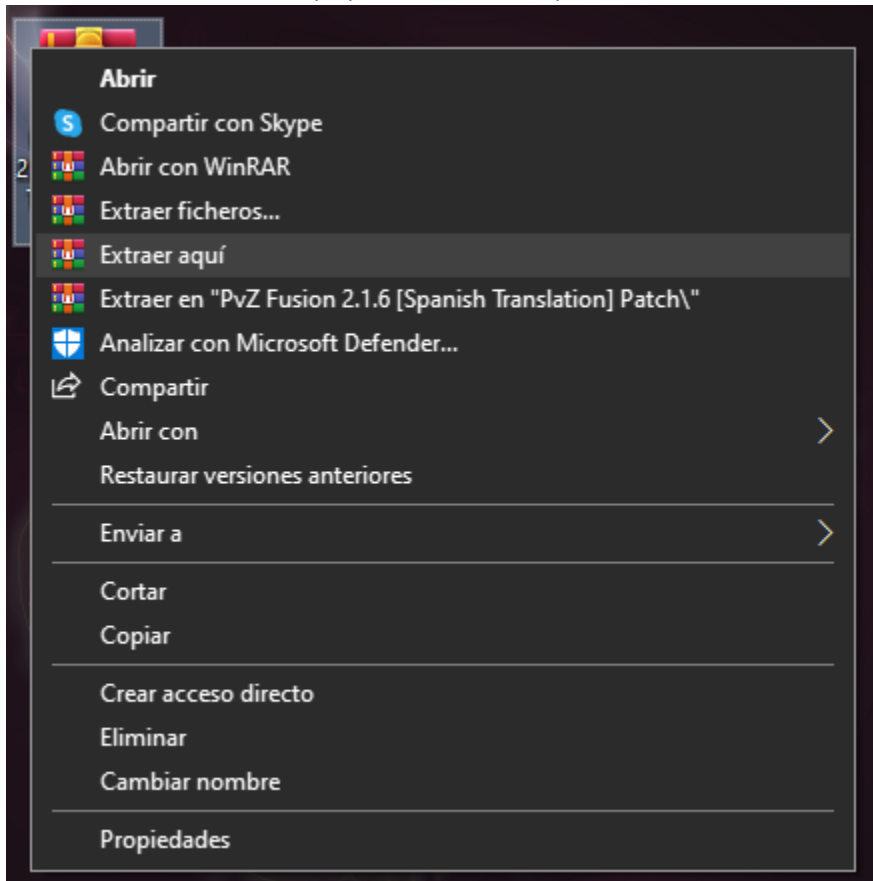 Abrir
Compartir con Skype
Abrir con WinRAR
Extraer ficheros...
Extraer aquí
Extraer en "PvZ Fusion 2.1.6 [Spanish Translation] Patch\"
Analizar con Microsoft Defender...
Compartir
Abrir con
Restaurar versiones anteriores
Enviar a
Cortar
Copiar
Crear acceso directo
Eliminar
Cambiar nombre
Propiedades